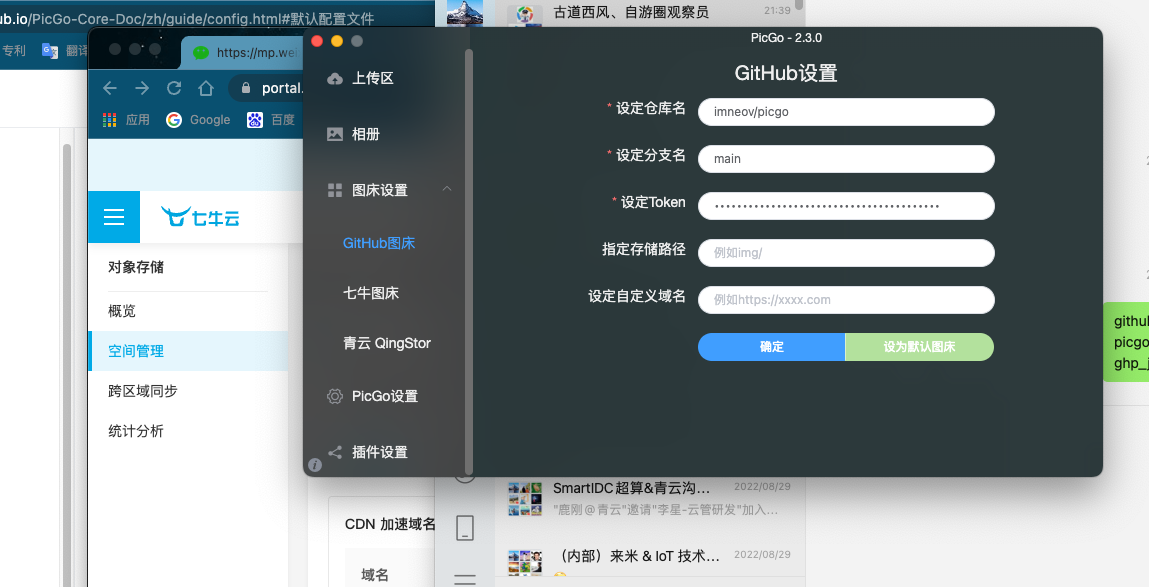 ub.io/PicGo-Core-Doc/zh/guide/config.html#默认配置文件
专利
翻译
https://mp.wei
portal.
应用
Google
百度
七牛云
对象存储
概览
空间管理
跨区域同步
统计分析
CDN 加速域名
域名
古道西风、自游圈观察员
21:39
PicGo - 2.3.0
上传区
相册
图床设置
GitHub图床
七牛图床
青云 QingStor
PicGo设置
插件设置
GitHub设置
* 设定仓库名
imneov/picgo
* 设定分支名
main
* 设定Token
指定存储路径
例如img/
设定自定义域名
例如https://xxxx.com
确定
设为默认图床
github
picgo
ghp_j
SmartIDC超算&青云沟...
2022/08/29
"鹿刚@青云"邀请"李星-云管研发"加入...
（内部）来米 & IoT 技术...
2022/08/29